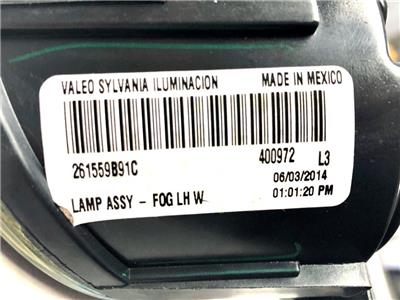 VALEO SYLVANIA ILUMINACION MADE IN MEXICO
261559B91C 400972 L3
06/03/2014
LAMP ASSY - FOG LH W 01:01:20 PM